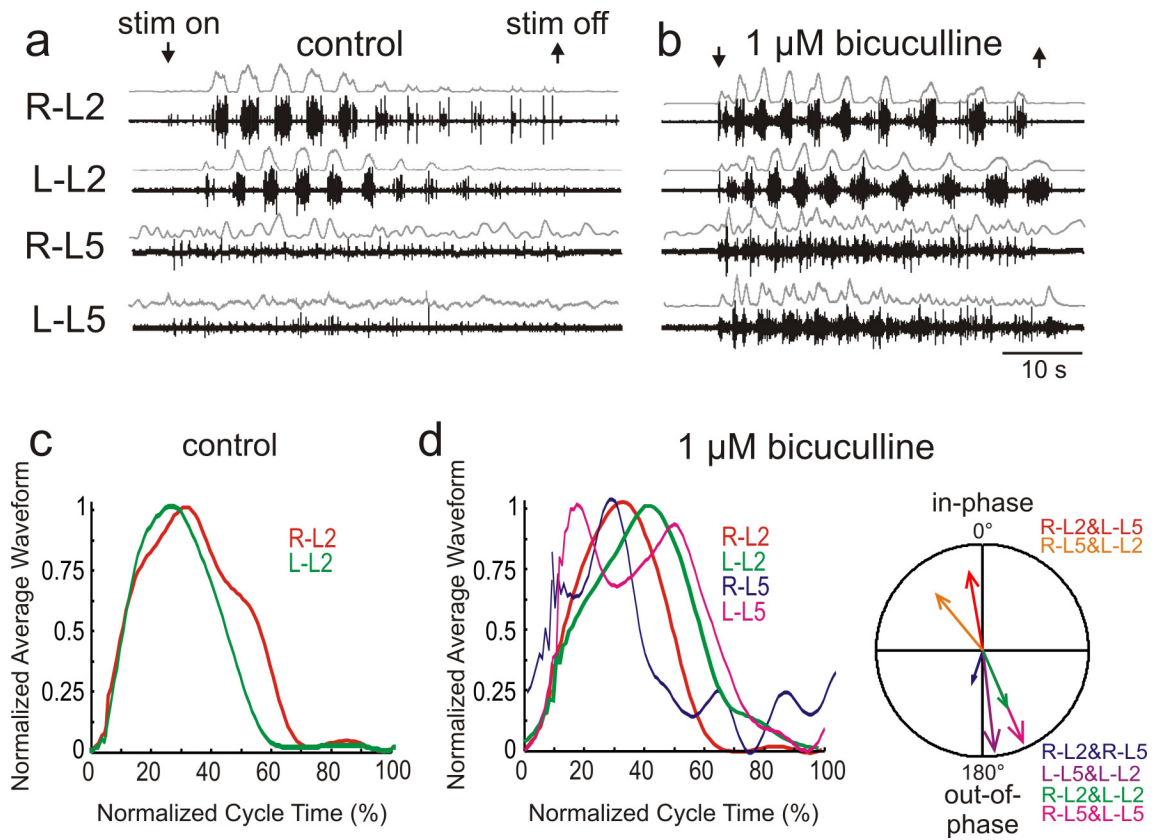 a
stim on
control
stim off
R-L2
L-L2
R-L5
L-L5
b
1 µM bicuculline
10 s
c
control
Normalized Average Waveform
1
0.75
0.5
0.25
0
R-L2
L-L2
0 20 40 60 80 100
Normalized Cycle Time (%)
d
1 µM bicuculline
Normalized Average Waveform
1
0.75
0.5
0.25
0
R-L2
L-L2
R-L5
L-L5
0 20 40 60 80 100
Normalized Cycle Time (%)
in-phase
0°
R-L2&L-L5
R-L5&L-L2
180°
out-of-
phase
R-L2&R-L5
L-L5&L-L2
R-L2&L-L2
R-L5&L-L5